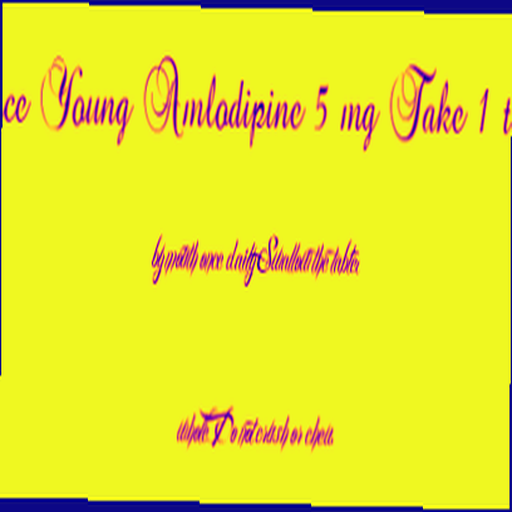 ce Young Amlodipine 5 mg Take 1 t
by mouth once daily Swallow the table
whole. Do not crush or chew.